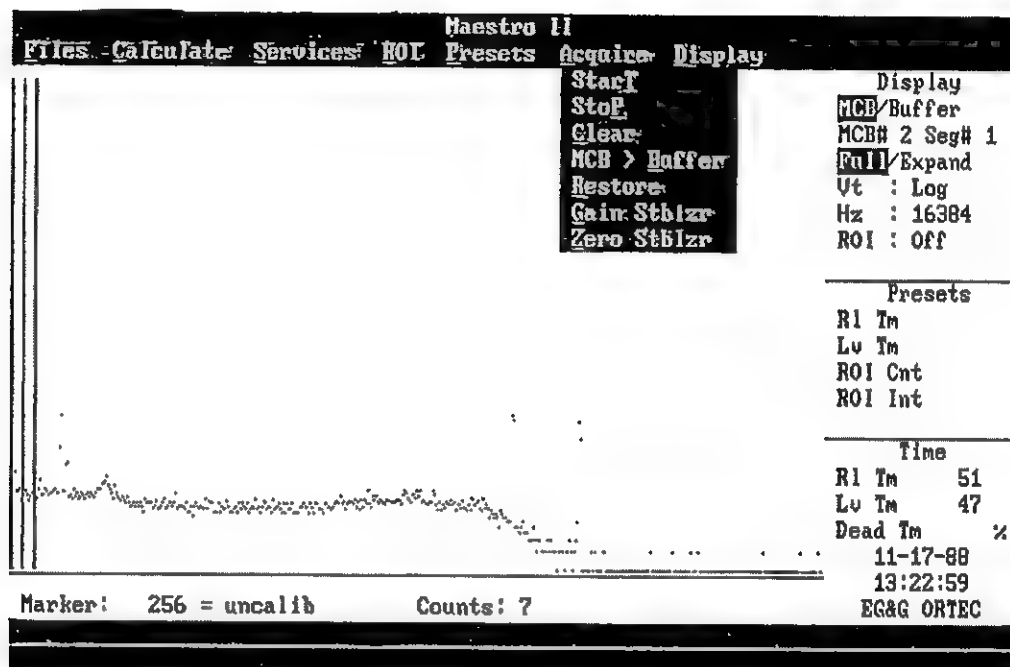 Maestro II
Files Calculate Services ROI Presets Acquire Display
StarT
StoP
Clear
MCB > Buffer
Restore
Gain Stblzr
Zero Stblzr
Display
MCB/Buffer
MCB# 2 Seg# 1
Full/Expand
Vt : Log
Hz : 16384
ROI : Off
Presets
Rl Tm
Lv Tm
ROI Cnt
ROI Int
Time
Rl Tm 51
Lv Tm 47
Dead Tm %
11-17-88
13:22:59
EG&G ORTEC
Marker: 256 = uncalib Counts: 7